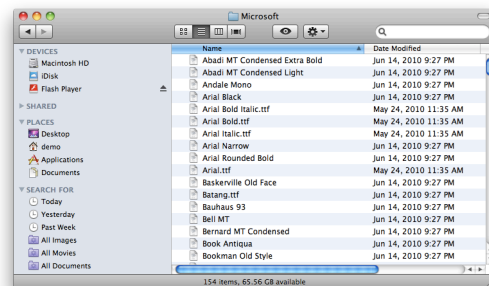 Microsoft
Name Date Modified
DEVICES
Macintosh HD
iDisk
Flash Player
SHARED
PLACES
Desktop
demo
Applications
Documents
SEARCH FOR
Today
Yesterday
Past Week
All Images
All Movies
All Documents
Abadi MT Condensed Extra Bold Jun 14, 2010 9:27 PM
Abadi MT Condensed Light Jun 14, 2010 9:27 PM
Andale Mono Jun 14, 2010 9:27 PM
Arial Black Jun 14, 2010 9:27 PM
Arial Bold Italic.ttf May 24, 2010 11:35 AM
Arial Bold.ttf May 24, 2010 11:35 AM
Arial Italic.ttf May 24, 2010 11:35 AM
Arial Narrow Jun 14, 2010 9:27 PM
Arial Rounded Bold Jun 14, 2010 9:27 PM
Arial.ttf May 24, 2010 11:35 AM
Baskerville Old Face Jun 14, 2010 9:27 PM
Batang.ttf Jun 14, 2010 9:27 PM
Bauhaus 93 Jun 14, 2010 9:27 PM
Bell MT Jun 14, 2010 9:27 PM
Bernard MT Condensed Jun 14, 2010 9:27 PM
Book Antiqua Jun 14, 2010 9:27 PM
Bookman Old Style Jun 14, 2010 9:27 PM
154 items, 65.56 GB available